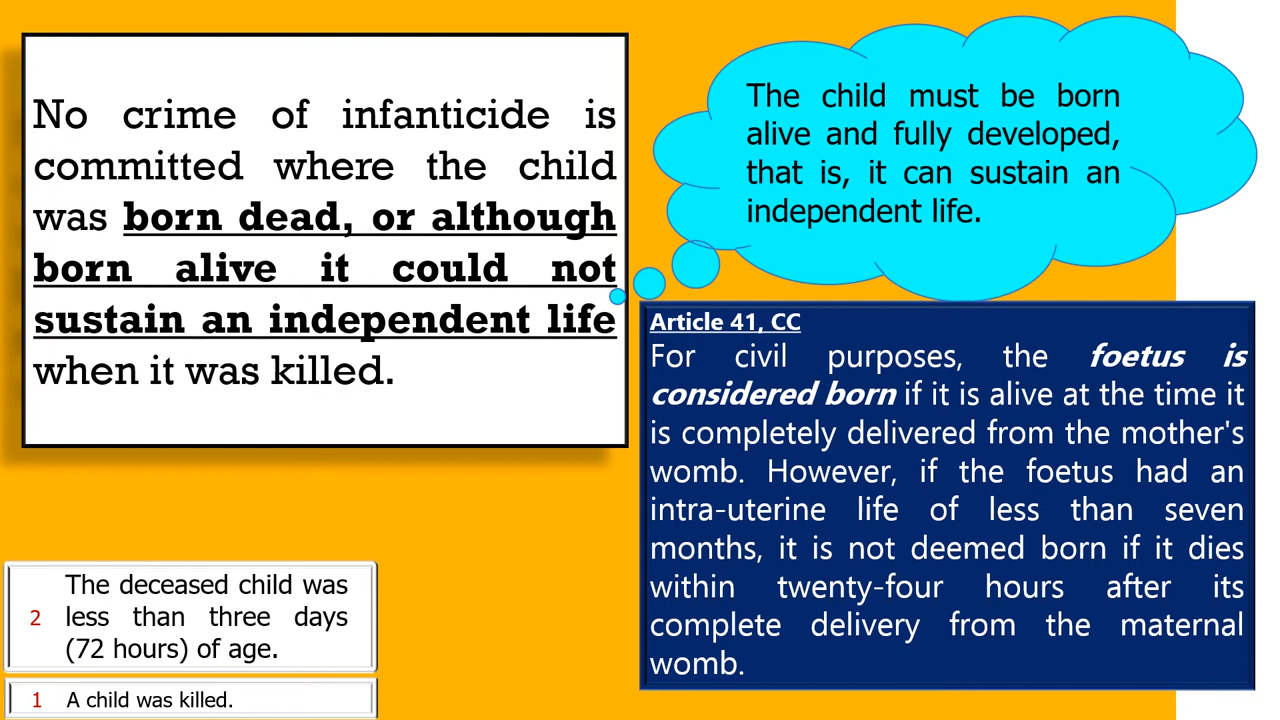 No crime of infanticide is
committed where the child
was born dead, or although
born alive it could not
sustain an independent life
when it was killed.
The child must be born
alive and fully developed,
that is, it can sustain an
independent life.
Article 41, CC
For civil purposes, the foetus is
considered born if it is alive at the time it
is completely delivered from the mother's
womb. However, if the foetus had an
intra-uterine life of less than seven
months, it is not deemed born if it dies
within twenty-four hours after its
complete delivery from the maternal
womb.
The deceased child was
2 less than three days
(72 hours) of age.
1 A child was killed.